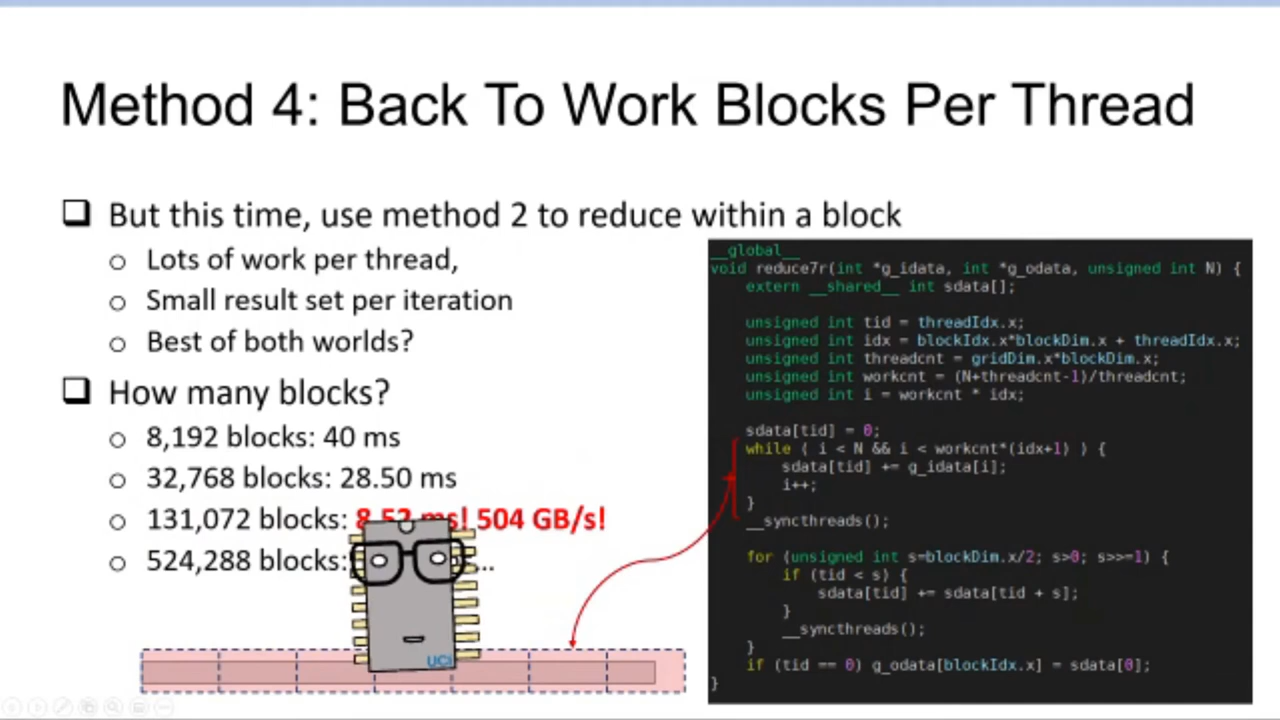 Method 4: Back To Work Blocks Per Thread
But this time, use method 2 to reduce within a block
Lots of work per thread,
Small result set per iteration
Best of both worlds?
How many blocks?
8,192 blocks: 40 ms
32,768 blocks: 28.50 ms
131,072 blocks: 8.52 ms! 504 GB/s!
524,288 blocks: ...
UCI
__global__
void reduce7r(int *g_idata, int *g_odata, unsigned int N) {
extern __shared__ int sdata[];
unsigned int tid = threadIdx.x;
unsigned int idx = blockIdx.x*blockDim.x + threadIdx.x;
unsigned int threadcnt = gridDim.x*blockDim.x;
unsigned int workcnt = (N+threadcnt-1)/threadcnt;
unsigned int i = workcnt * idx;
sdata[tid] = 0;
while ( i < N && i < workcnt*(idx+1) ) {
sdata[tid] += g_idata[i];
i++;
}
__syncthreads();
for (unsigned int s=blockDim.x/2; s>0; s>>=1) {
if (tid < s) {
sdata[tid] += sdata[tid + s];
}
__syncthreads();
}
if (tid == 0) g_odata[blockIdx.x] = sdata[0];
}